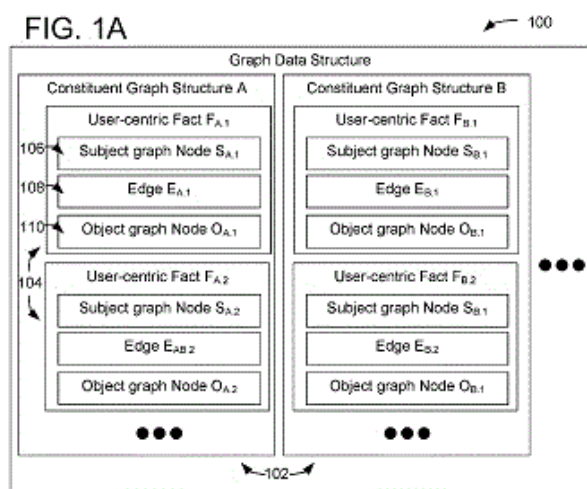 FIG. 1A
100
Graph Data Structure
Constituent Graph Structure A
User-centric Fact FA.1
106
Subject graph Node SA.1
108
Edge EA.1
110
Object graph Node OA.1
104
User-centric Fact FA.2
Subject graph Node SA.2
Edge EAB.2
Object graph Node OA.2
Constituent Graph Structure B
User-centric Fact FB.1
Subject graph Node SB.1
Edge EB.1
Object graph Node OB.1
User-centric Fact FB.2
Subject graph Node SB.1
Edge EB.2
Object graph Node OB.1
102